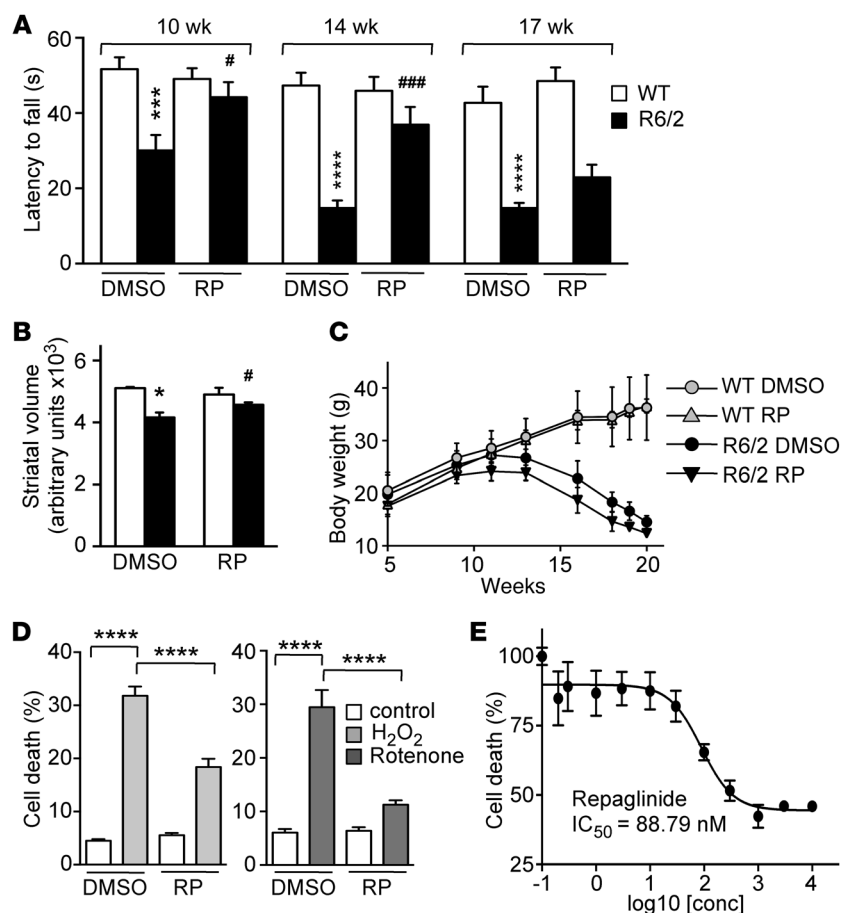 A
10 wk
14 wk
17 wk
Latency to fall (s)
60
40
20
0
***
#
****
###
****
WT
R6/2
DMSO
RP
DMSO
RP
DMSO
RP
B
Striatal volume
(arbitrary units x10³)
6
4
2
0
*
#
DMSO
RP
C
Body weight (g)
40
30
20
10
5
10
15
20
Weeks
WT DMSO
WT RP
R6/2 DMSO
R6/2 RP
D
Cell death (%)
40
30
20
10
0
****
****
DMSO
RP
40
30
20
10
0
****
****
control
H₂O₂
Rotenone
DMSO
RP
E
Cell death (%)
100
75
50
25
Repaglinide
IC₅₀ = 88.79 nM
-1
0
1
2
3
4
log10 [conc]